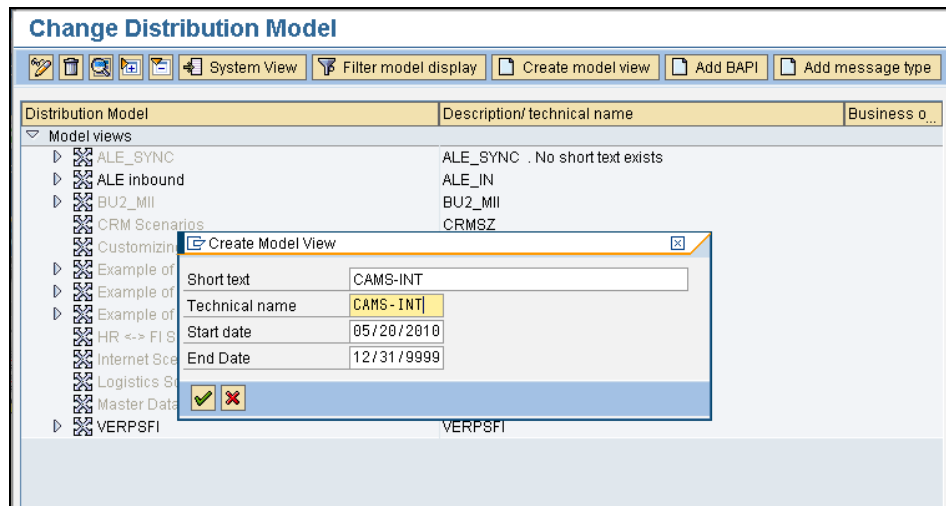 Change Distribution Model
System View Filter model display Create model view Add BAPI Add message type
Distribution Model Description/ technical name Business o...
Model views
ALE_SYNC ALE_SYNC . No short text exists
ALE inbound ALE_IN
BU2_MII BU2_MII
CRM Scenarios CRMSZ
Customizin
Example of
Example of
Example of
HR <-> FI S
Internet Sce
Logistics Sc
Master Data
VERPSFI VERPSFI
Create Model View
Short text CAMS-INT
Technical name CAMS-INT
Start date 05/20/2010
End Date 12/31/9999